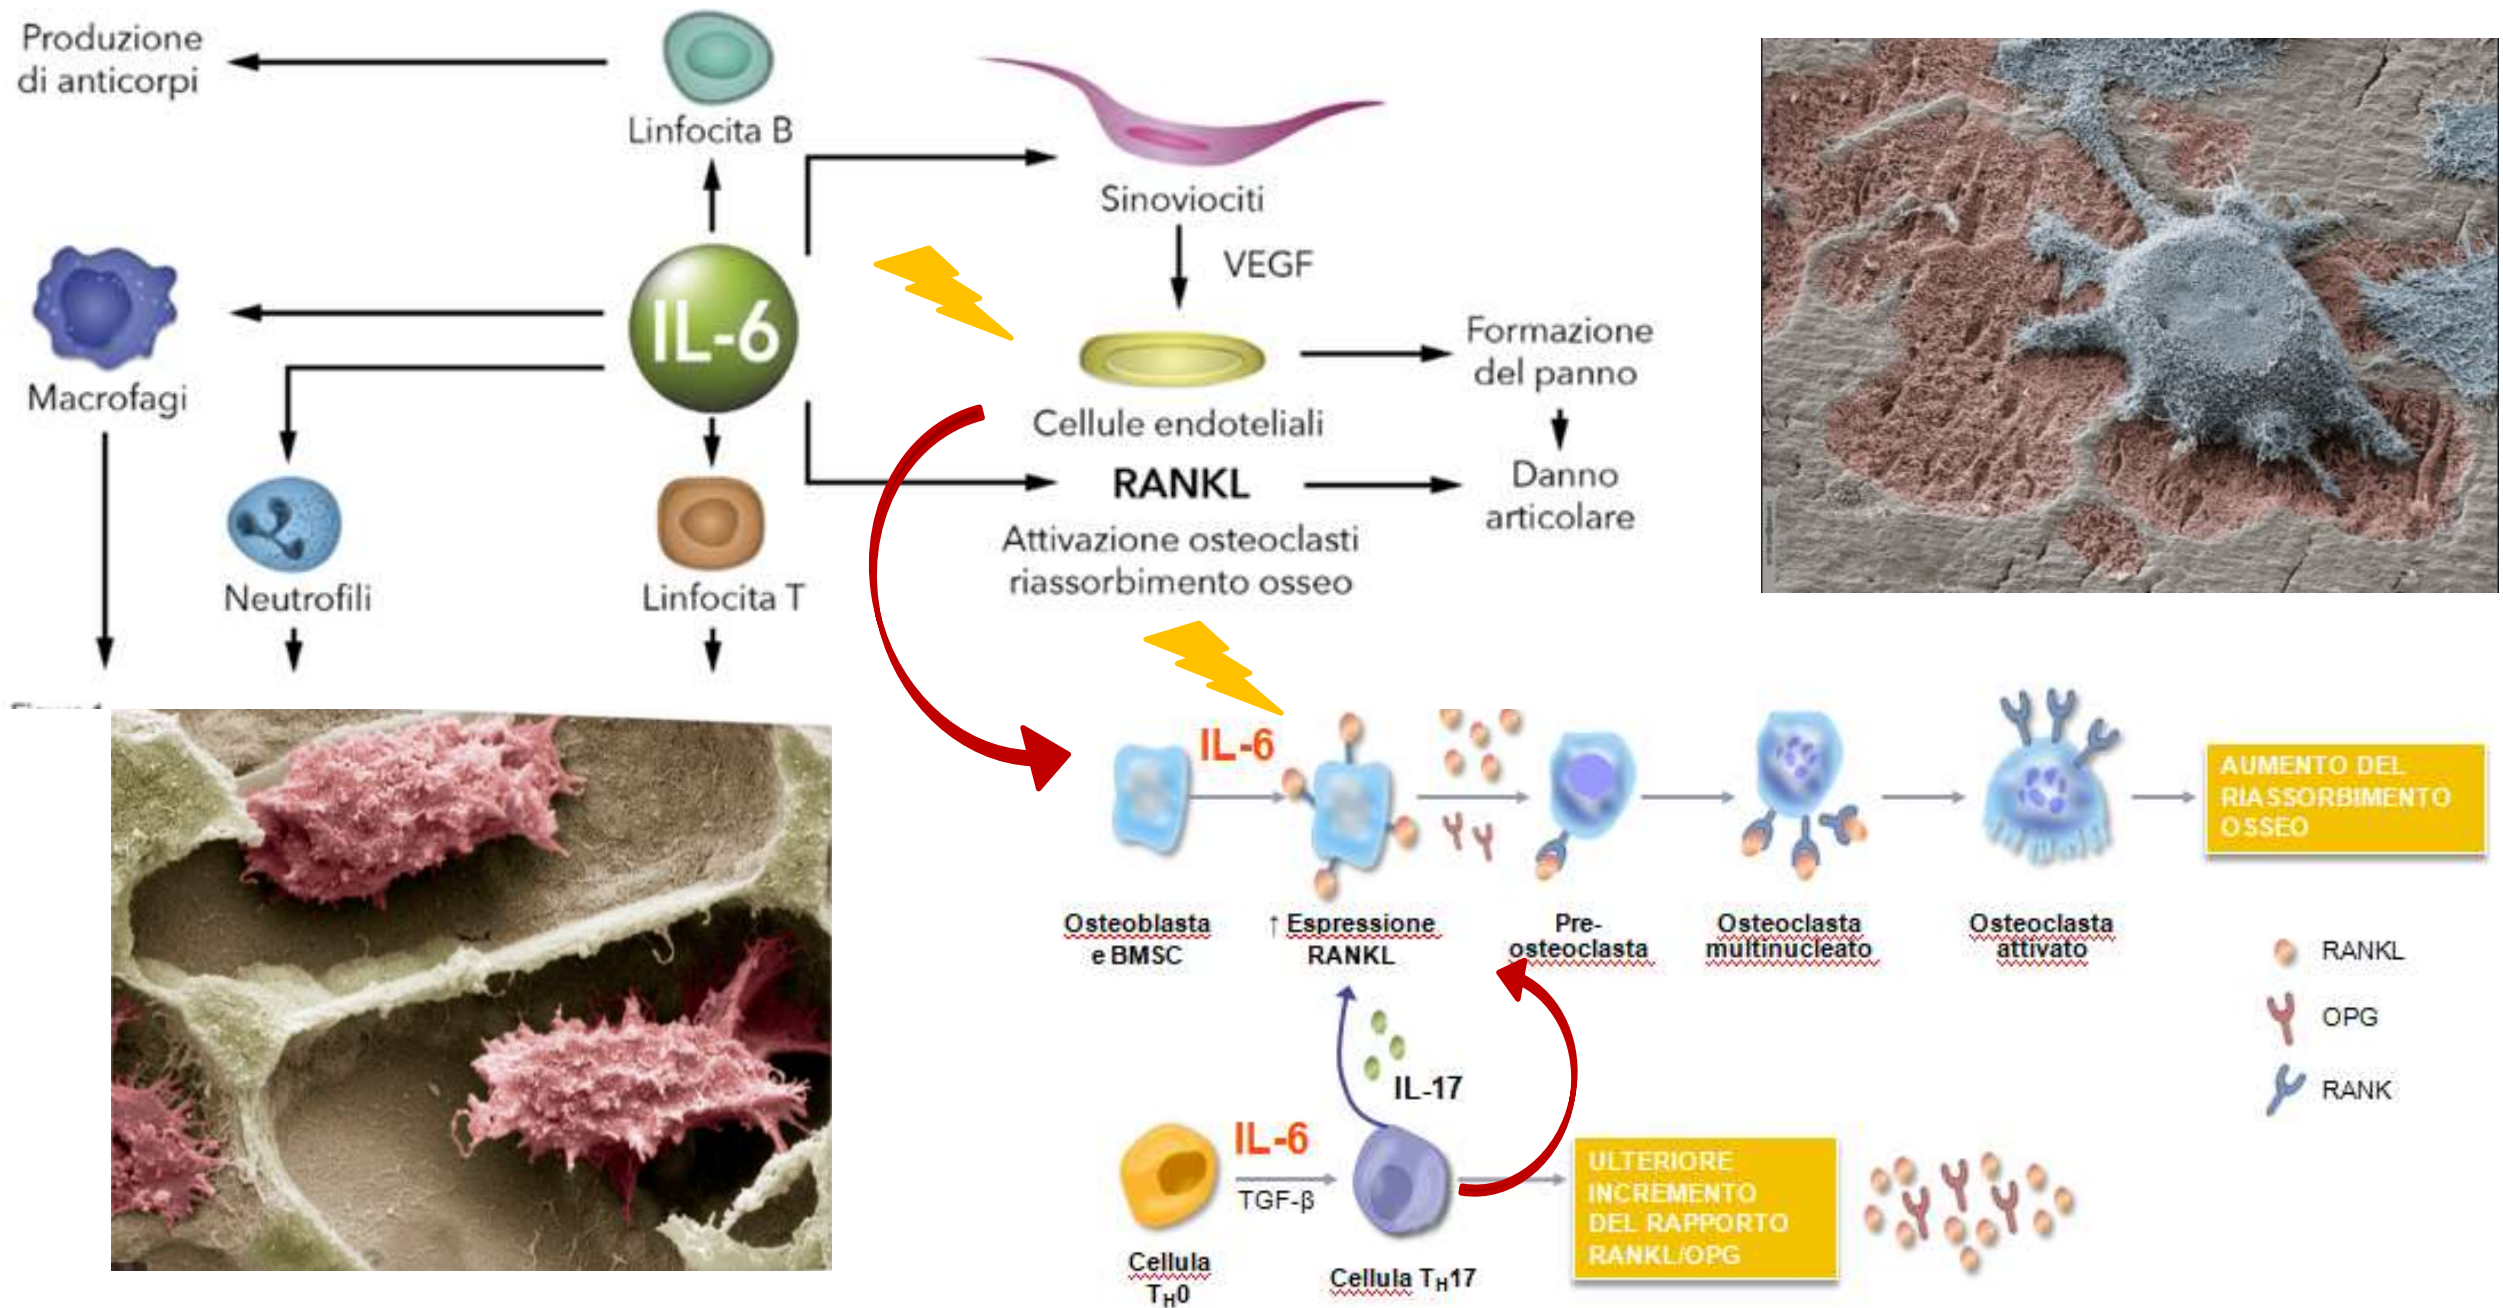 Produzione
di anticorpi
Linfocita B
Sinoviociti
VEGF
IL-6
Macrofagi
Cellule endoteliali
Formazione
del panno
RANKL
Danno
articolare
Attivazione osteoclasti
riassorbimento osseo
Neutrofili
Linfocita T
IL-6
AUMENTO DEL
RIASSORBIMENTO
OSSEO
Osteoblasta
e BMSC
↑ Espressione
RANKL
Pre-
osteoclasta
Osteoclasta
multinucleato
Osteoclasta
attivato
RANKL
OPG
RANK
IL-17
IL-6
TGF-β
Cellula
TH0
Cellula TH17
ULTERIORE
INCREMENTO
DEL RAPPORTO
RANKL/OPG